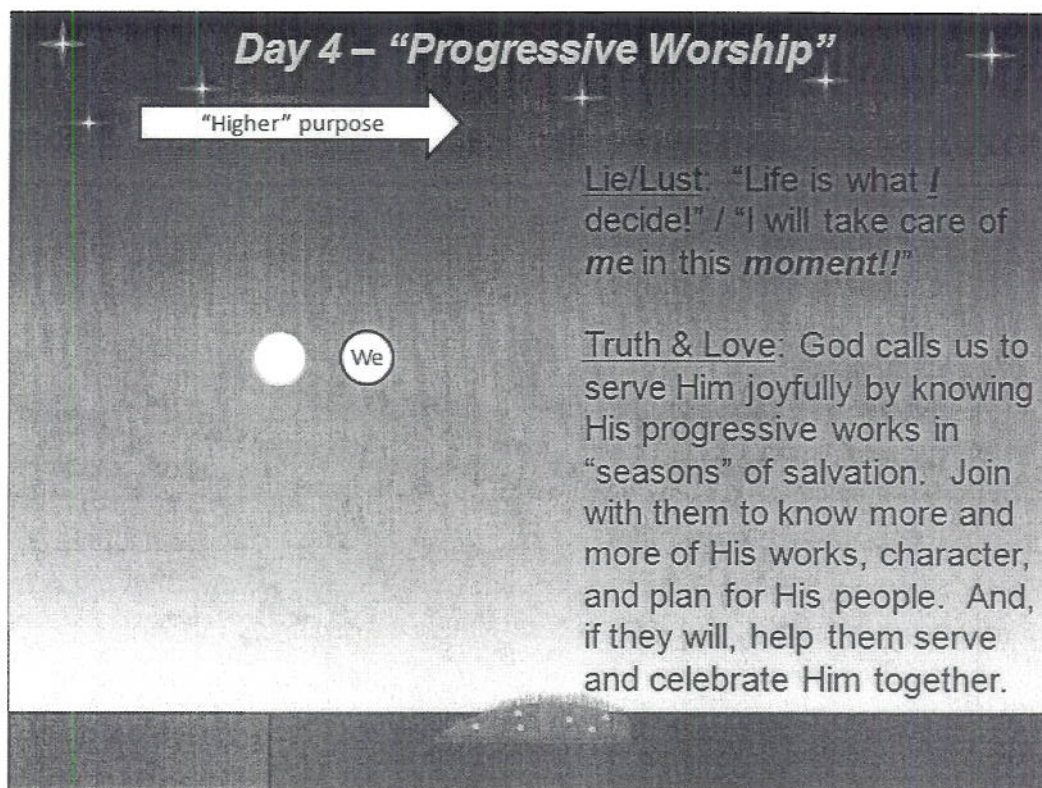 Day 4 – “Progressive Worship”
“Higher” purpose
Lie/Lust: “Life is what I
decide!” / “I will take care of
me in this moment!!”
We
Truth & Love: God calls us to
serve Him joyfully by knowing
His progressive works in
“seasons” of salvation. Join
with them to know more and
more of His works, character,
and plan for His people. And,
if they will, help them serve
and celebrate Him together.